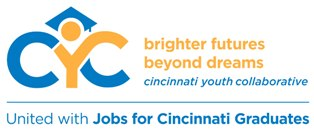 CYC
brighter futures
beyond dreams
cincinnati youth collaborative
United with Jobs for Cincinnati Graduates